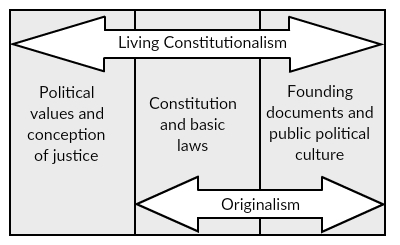 Living Constitutionalism
Political
values and
conception
of justice
Constitution
and basic
laws
Founding
documents and
public political
culture
Originalism